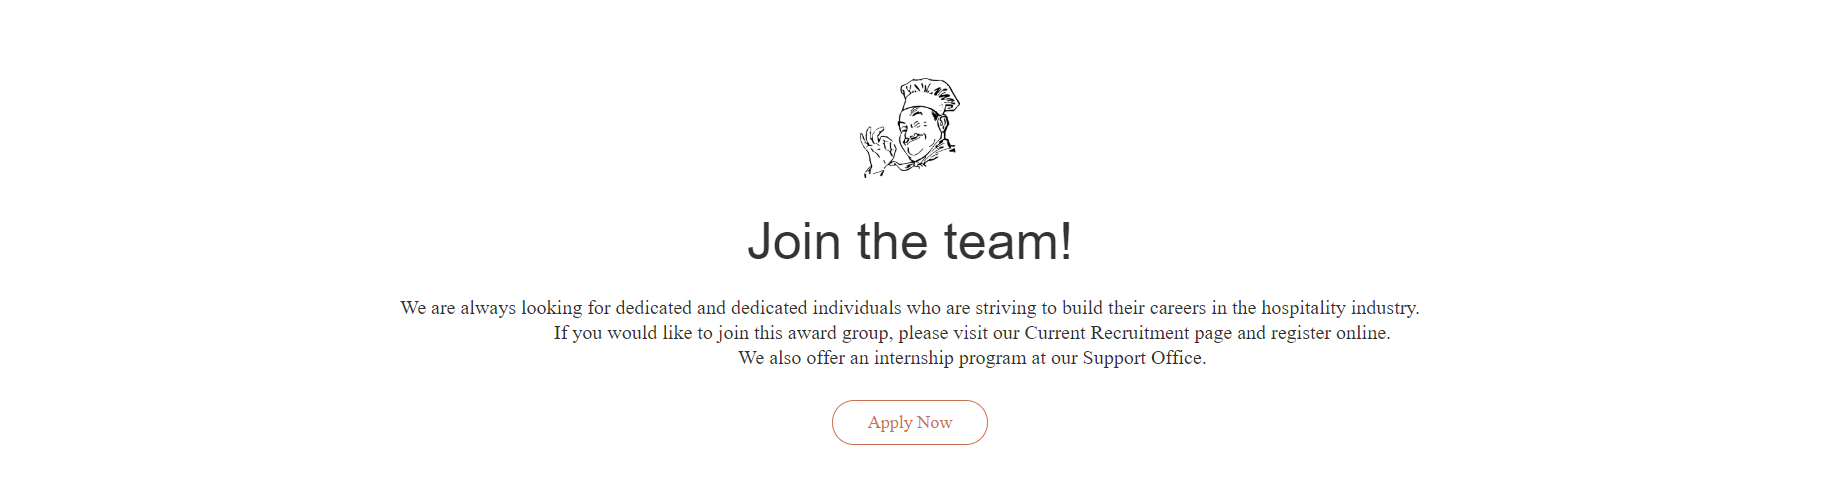 Join the team!
We are always looking for dedicated and dedicated individuals who are striving to build their careers in the hospitality industry.
If you would like to join this award group, please visit our Current Recruitment page and register online.
We also offer an internship program at our Support Office.
Apply Now